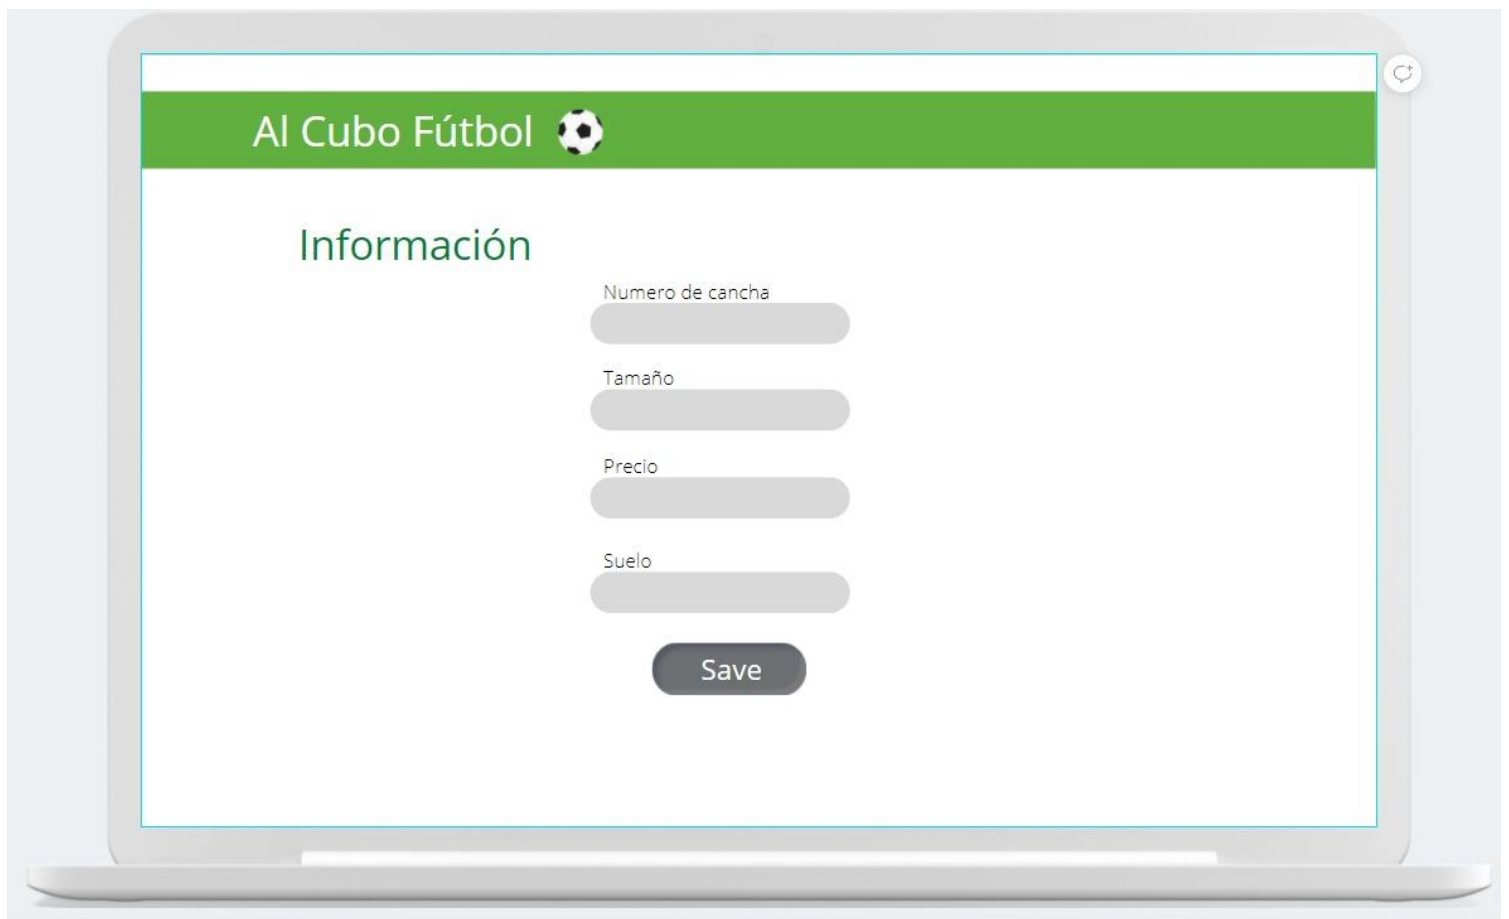 Al Cubo Fútbol
Información
Numero de cancha
Tamaño
Precio
Suelo
Save